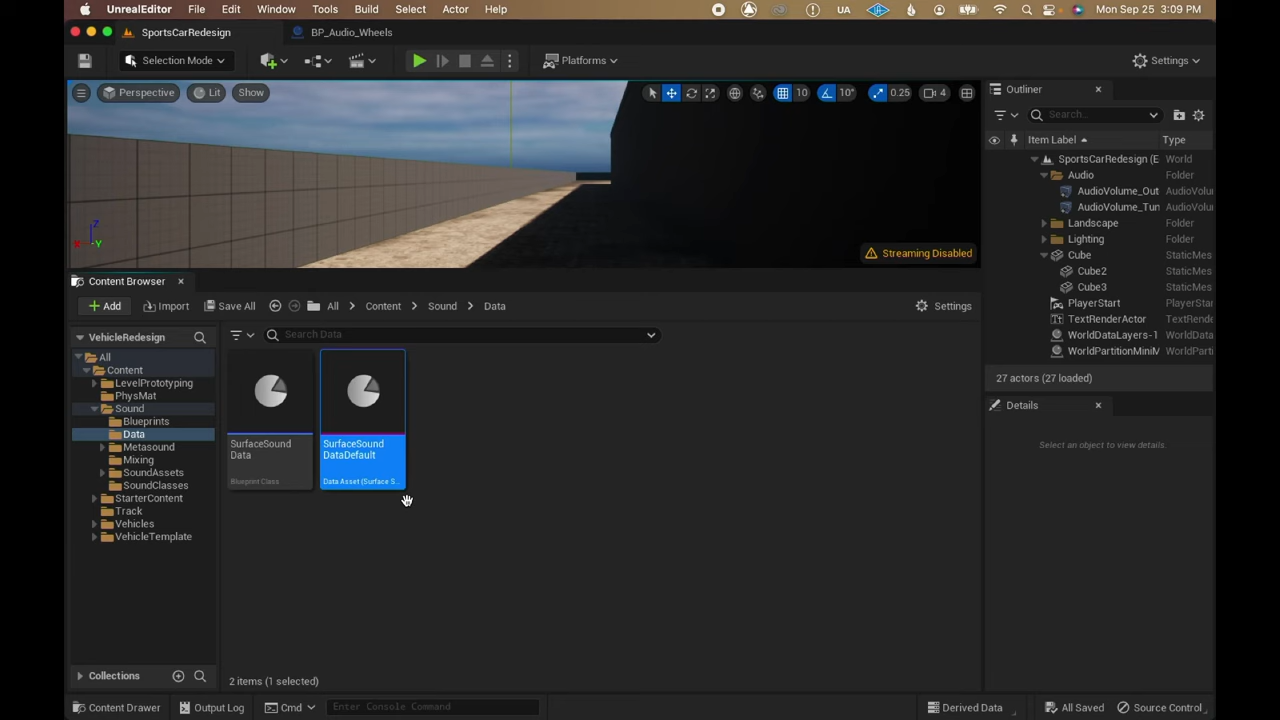 UnrealEditor File Edit Window Tools Build Select Actor Help UA Mon Sep 25 3:09 PM
SportsCarRedesign BP_Audio_Wheels
Selection Mode Platforms Settings
Perspective Lit Show 10 10° 0.25 4
Streaming Disabled
Z
X Y
Outliner
Search...
Item Label Type
SportsCarRedesign (E World
Audio Folder
AudioVolume_Out AudioVolu
AudioVolume_Tun AudioVolu
Landscape Folder
Lighting Folder
Cube StaticMes
Cube2 StaticMes
Cube3 StaticMes
PlayerStart PlayerStar
TextRenderActor TextRende
WorldDataLayers-1 WorldData
WorldPartitionMiniM WorldParti
27 actors (27 loaded)
Details
Select an object to view details.
Content Browser
Add Import Save All All Content Sound Data Settings
VehicleRedesign
All
Content
LevelPrototyping
PhysMat
Sound
Blueprints
Data
Metasound
Mixing
SoundAssets
SoundClasses
StarterContent
Track
Vehicles
VehicleTemplate
Collections
Search Data
SurfaceSound
Data
Blueprint Class
SurfaceSound
DataDefault
Data Asset (Surface S...
2 items (1 selected)
Content Drawer Output Log Cmd Enter Console Command Derived Data All Saved Source Control